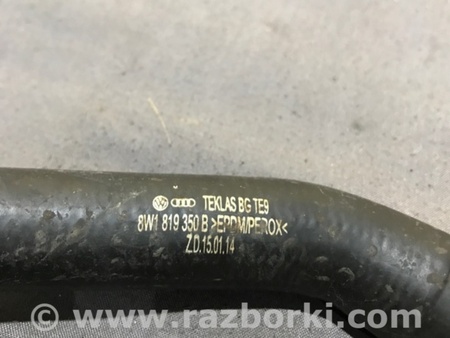 TEKLAS BG TE9
8W1 819 350 B >EPDM/PEROX<
Z.D.15.01.14
www.razborki.com